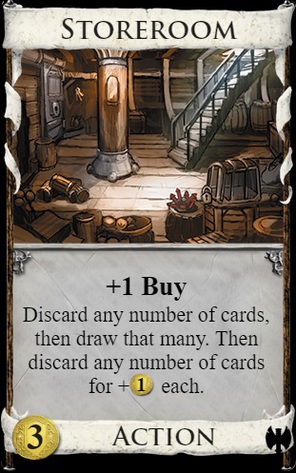 STOREROOM
+1 Buy
Discard any number of cards,
then draw that many. Then
discard any number of cards
for +1 each.
3
ACTION